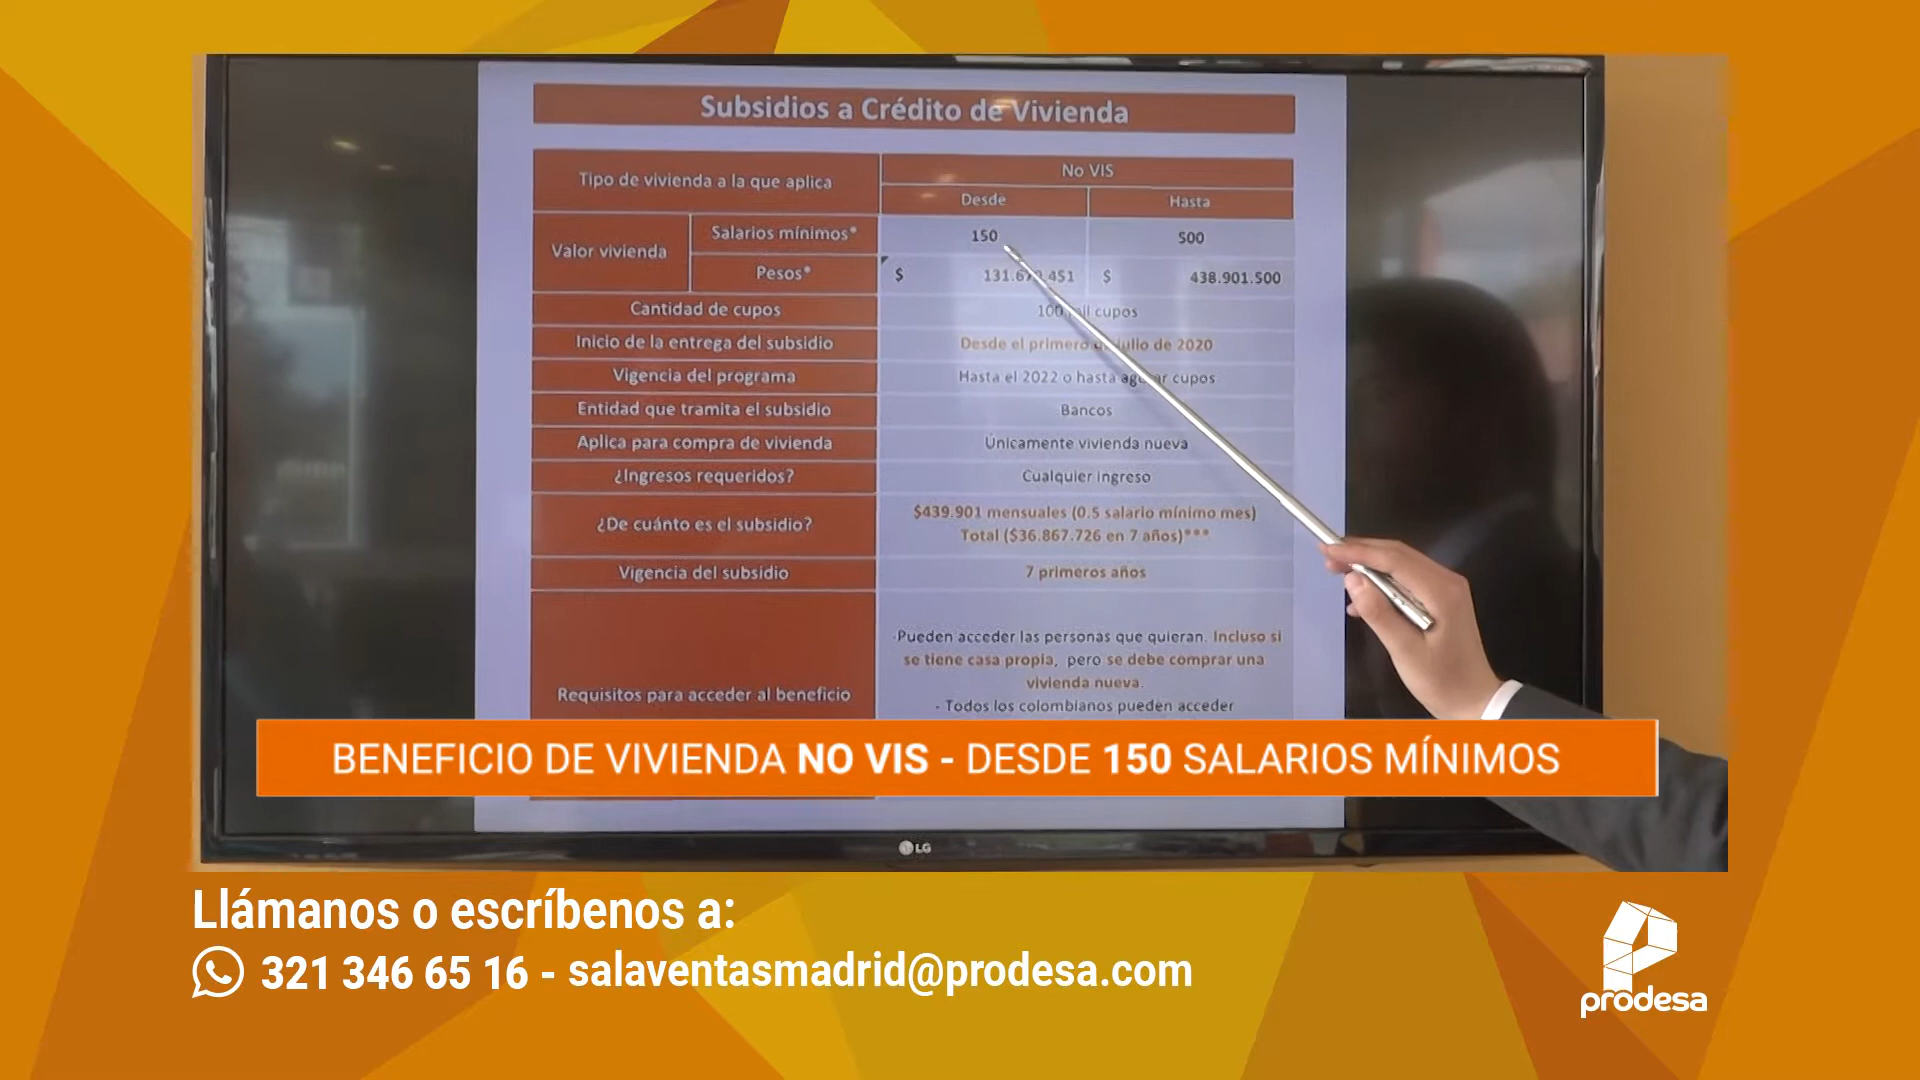 Subsidios a Crédito de Vivienda
Tipo de vivienda a la que aplica
No VIS
Desde
Hasta
Valor vivienda
Salarios mínimos*
150
500
Pesos*
$
$ 438.901.500
Cantidad de cupos
cupos
Inicio de la entrega del subsidio
Desde el primero de Julio de 2020
Vigencia del programa
Hasta el 2022 o hasta agotar cupos
Entidad que tramita el subsidio
Bancos
Aplica para compra de vivienda
Únicamente vivienda nueva
¿Ingresos requeridos?
Cualquier ingreso
¿De cuánto es el subsidio?
$439.901 mensuales (0.5 salario mínimo mes)
Total ($36.867.726 en 7 años)***
Vigencia del subsidio
7 primeros años
Requisitos para acceder al beneficio
-Pueden acceder las personas que quieran. Incluso si
se tiene casa propia, pero se debe comprar una
vivienda nueva.
- Todos los colombianos pueden acceder
BENEFICIO DE VIVIENDA NO VIS - DESDE 150 SALARIOS MÍNIMOS
LG
Llámanos o escríbenos a:
321 346 65 16 - salaventasmadrid@prodesa.com
prodesa